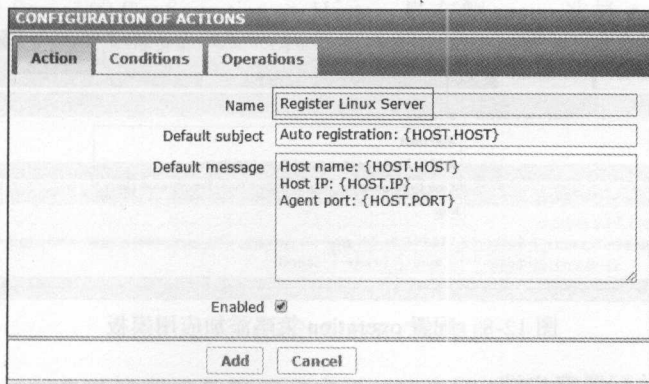 CONFIGURATION OF ACTIONS
Action Conditions Operations
Name Register Linux Server
Default subject Auto registration: {HOST.HOST}
Default message Host name: {HOST.HOST}
Host IP: {HOST.IP}
Agent port: {HOST.PORT}
Enabled
Add Cancel